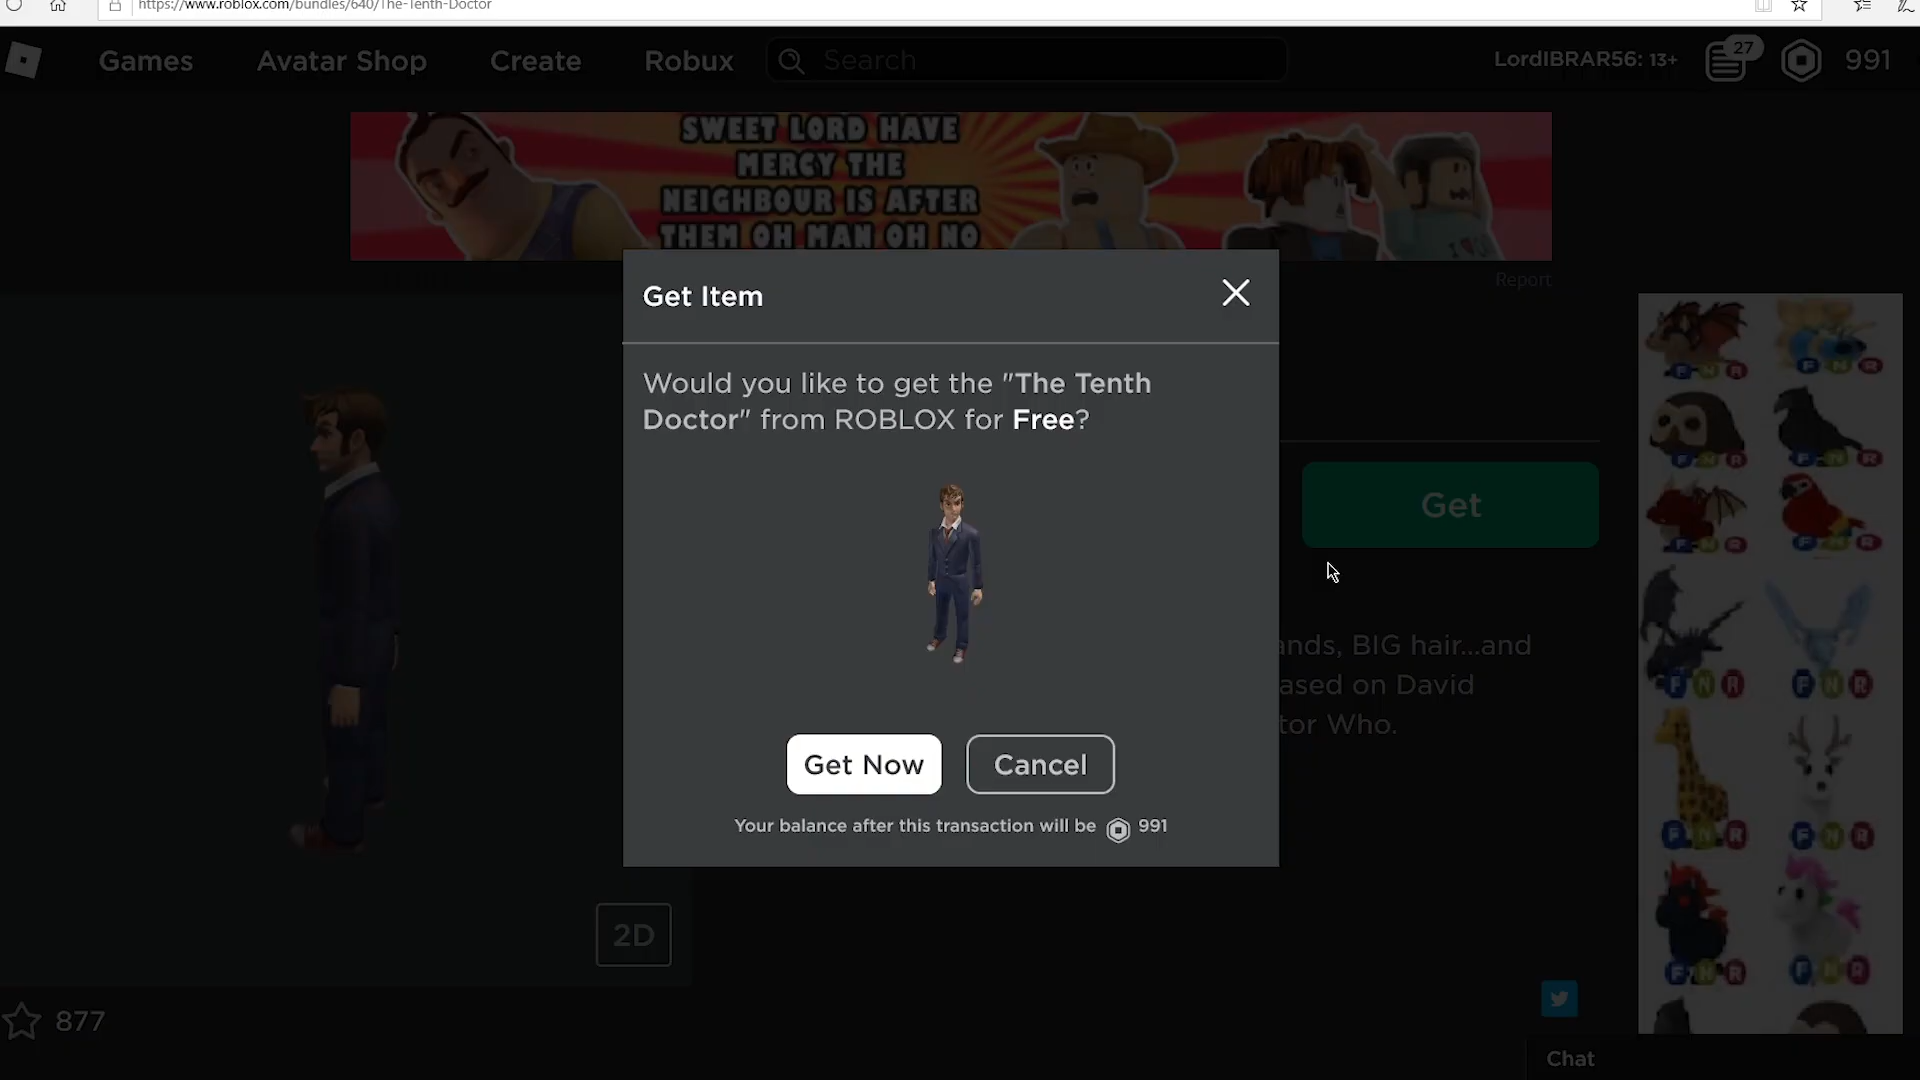 https://www.roblox.com/bundles/640/The-Tenth-Doctor
Games
Avatar Shop
Create
Robux
Search
LordIBRAR56: 13+
27
991
SWEET LORD HAVE
MERCY THE
NEIGHBOUR IS AFTER
THEM OH MAN OH NO
Report
Get Item
Would you like to get the "The Tenth
Doctor" from ROBLOX for Free?
Get
ands, BIG hair...and
ased on David
tor Who.
Get Now
Cancel
Your balance after this transaction will be 991
2D
877
Chat
F N R
F N R
F N R
F N R
F N R
F N R
F N R
F N R
F N R
F N R
F N R
F N R